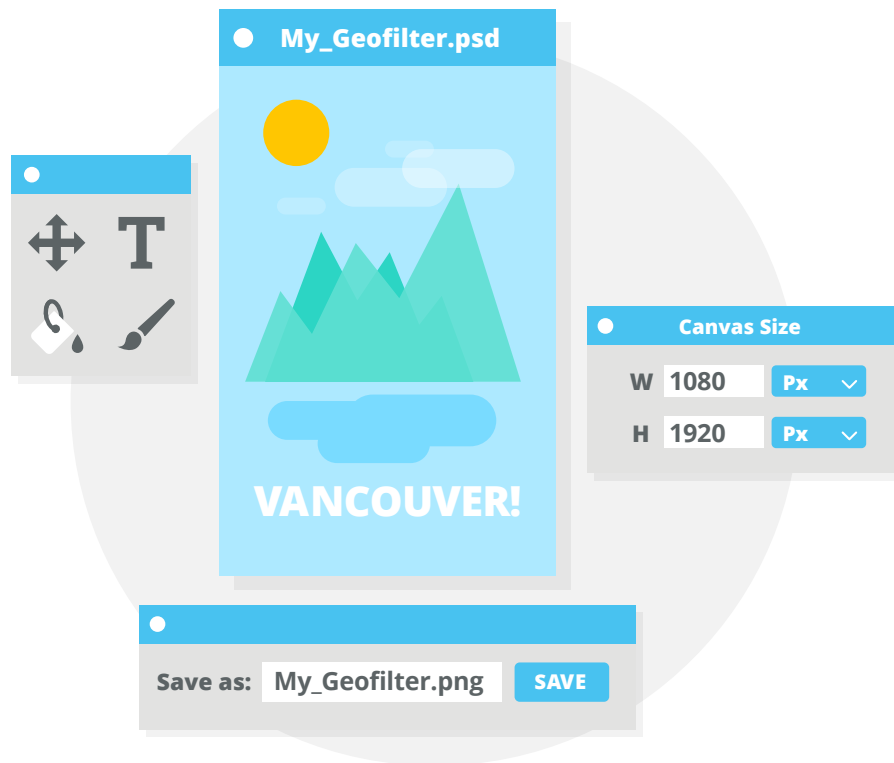 My_Geofilter.psd
T
Canvas Size
W 1080 Px
H 1920 Px
VANCOUVER!
Save as: My_Geofilter.png SAVE